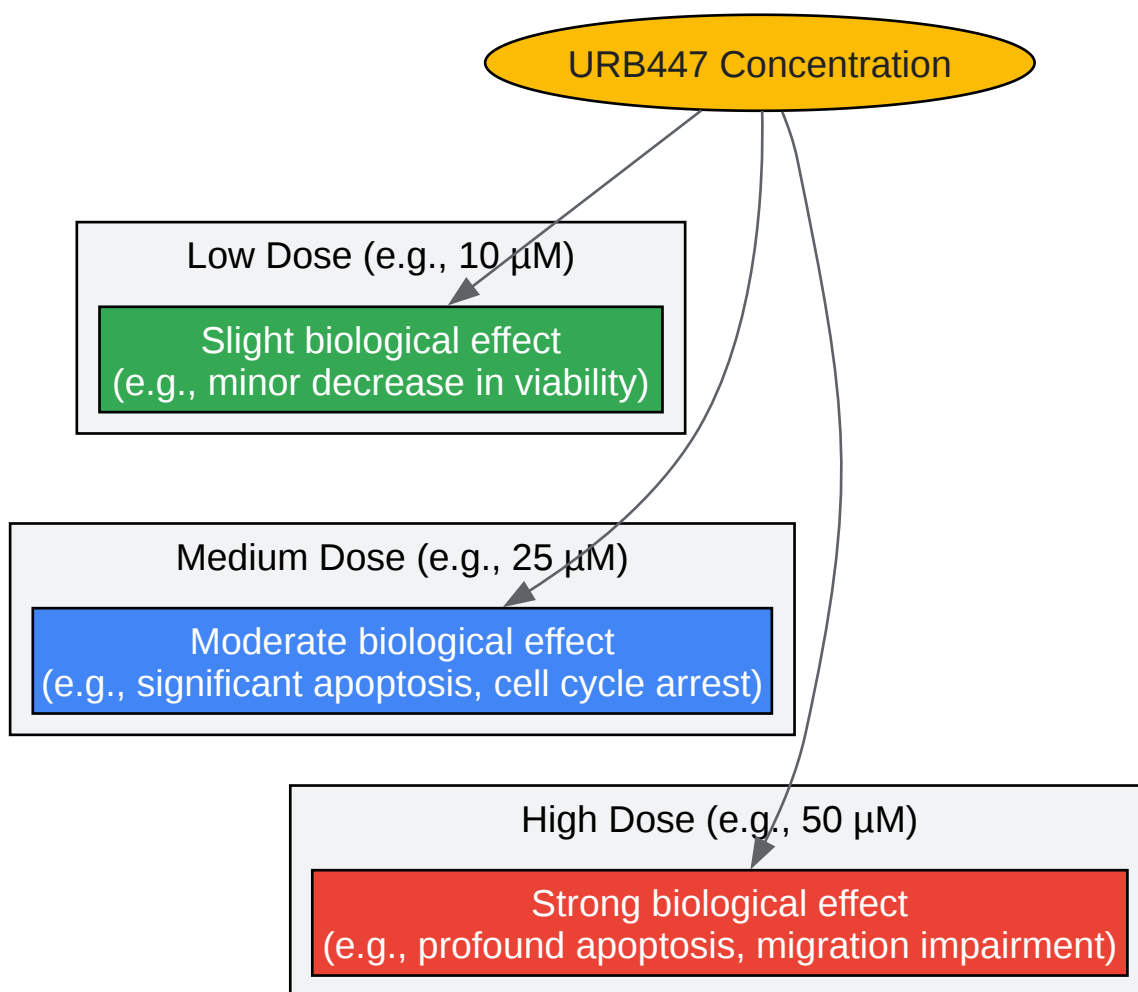 URB447 Concentration
Low Dose (e.g., 10 µM)
Slight biological effect
(e.g., minor decrease in viability)
Medium Dose (e.g., 25 µM)
Moderate biological effect
(e.g., significant apoptosis, cell cycle arrest)
High Dose (e.g., 50 µM)
Strong biological effect
(e.g., profound apoptosis, migration impairment)